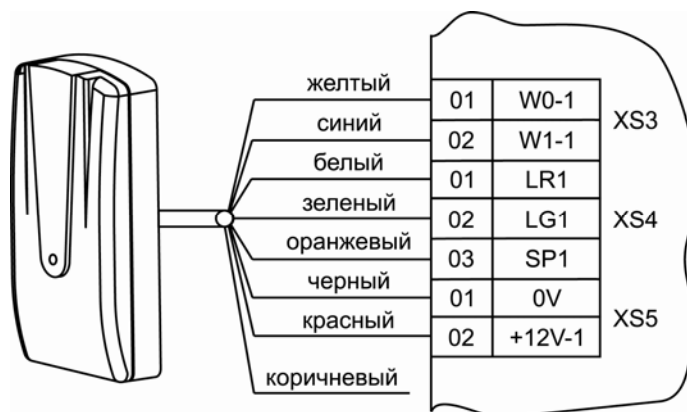 желтый 01 W0-1 XS3
синий 02 W1-1
белый 01 LR1
зеленый 02 LG1 XS4
оранжевый 03 SP1
черный 01 0V
красный 02 +12V-1 XS5
коричневый